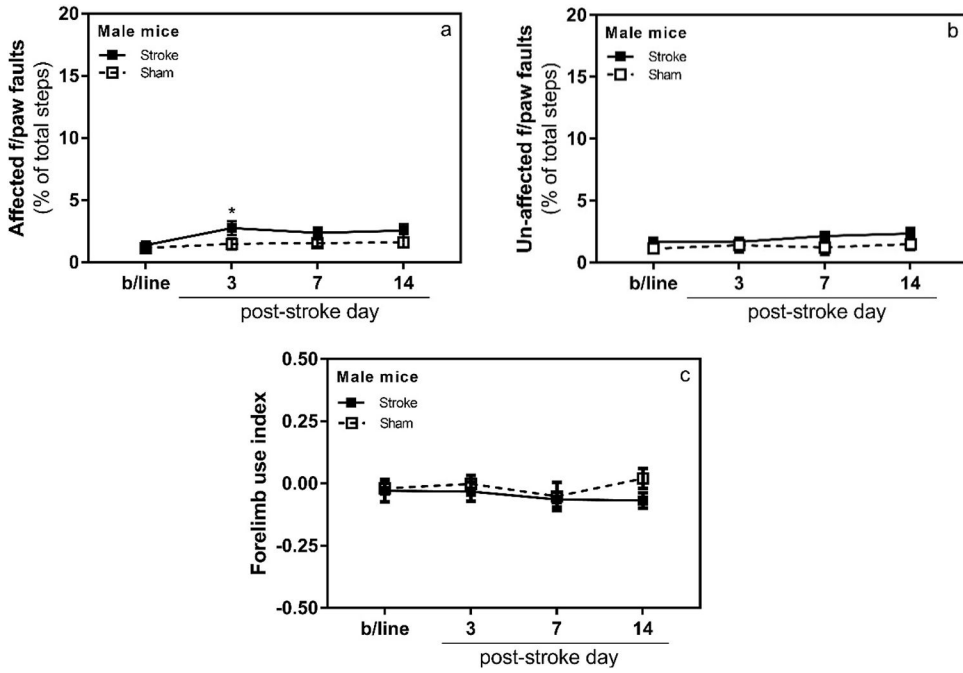 a
Male mice
Stroke
Sham
Affected f/paw faults
(% of total steps)
20
15
10
5
0
*
b/line 3 7 14
post-stroke day
b
Male mice
Stroke
Sham
Un-affected f/paw faults
(% of total steps)
20
15
10
5
0
b/line 3 7 14
post-stroke day
c
Male mice
Stroke
Sham
Forelimb use index
0.50
0.25
0.00
-0.25
-0.50
b/line 3 7 14
post-stroke day